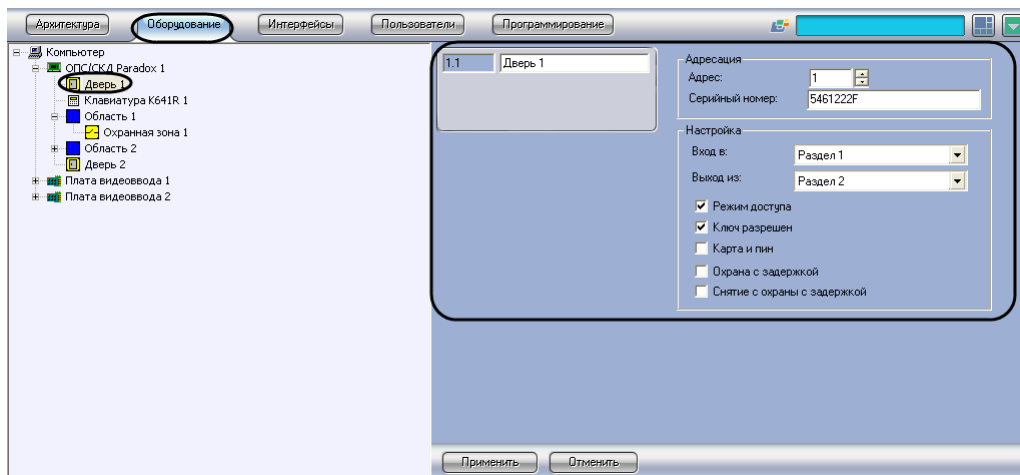 Архитектура Оборудование Интерфейсы Пользователи Программирование
Компьютер
ОПС/СКД Paradox 1
Дверь 1
Клавиатура K641R 1
Область 1
Охранная зона 1
Область 2
Дверь 2
Плата видеоввода 1
Плата видеоввода 2
1.1 Дверь 1
Адресация
Адрес: 1
Серийный номер: 5461222F
Настройка
Вход в: Раздел 1
Выход из: Раздел 2
Режим доступа
Ключ разрешен
Карта и пин
Охрана с задержкой
Снятие с охраны с задержкой
Применить Отменить